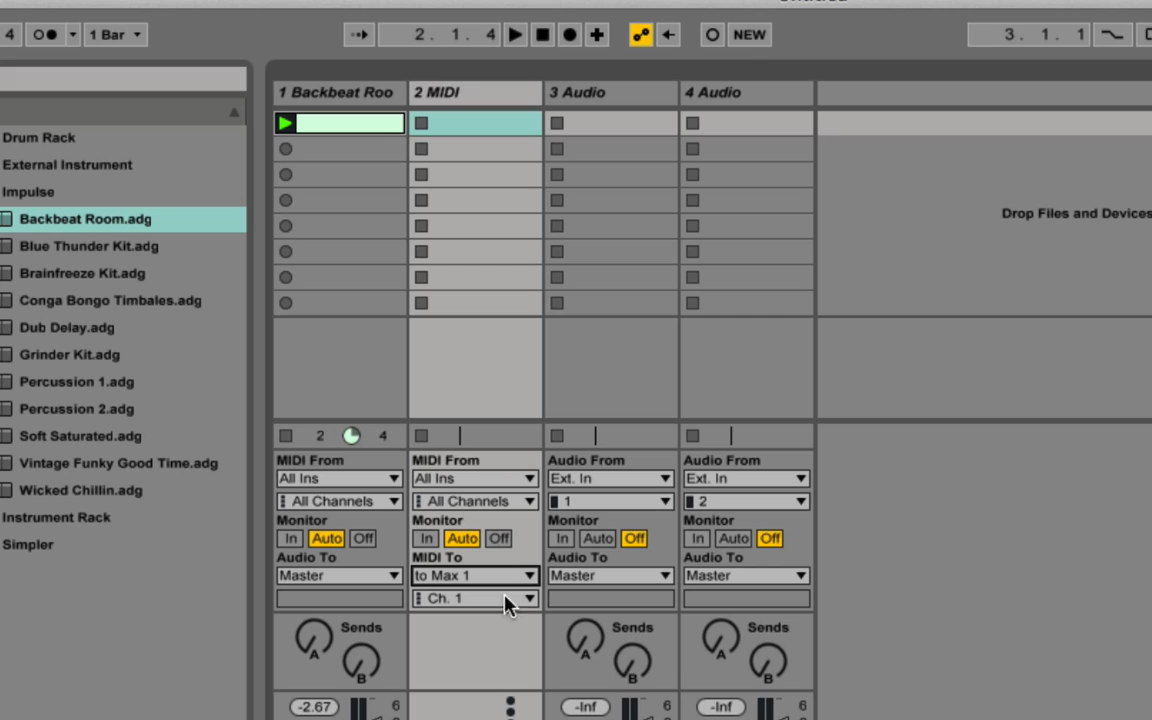 4 1 Bar 2. 1. 4 NEW 3. 1. 1
1 Backbeat Roo 2 MIDI 3 Audio 4 Audio
Drum Rack
External Instrument
Impulse
Backbeat Room.adg
Drop Files and Devices
Blue Thunder Kit.adg
Brainfreeze Kit.adg
Conga Bongo Timbales.adg
Dub Delay.adg
Grinder Kit.adg
Percussion 1.adg
Percussion 2.adg
Soft Saturated.adg
2 4
Vintage Funky Good Time.adg
Wicked Chillin.adg
Instrument Rack
Simpler
MIDI From MIDI From Audio From Audio From
All Ins All Ins Ext. In Ext. In
All Channels All Channels 1 2
Monitor Monitor Monitor Monitor
In Auto Off In Auto Off In Auto Off In Auto Off
Audio To MIDI To Audio To Audio To
Master to Max 1 Master Master
Ch. 1
Sends Sends Sends
A A A
B B B
-2.67 6 -Inf 6 -Inf 6